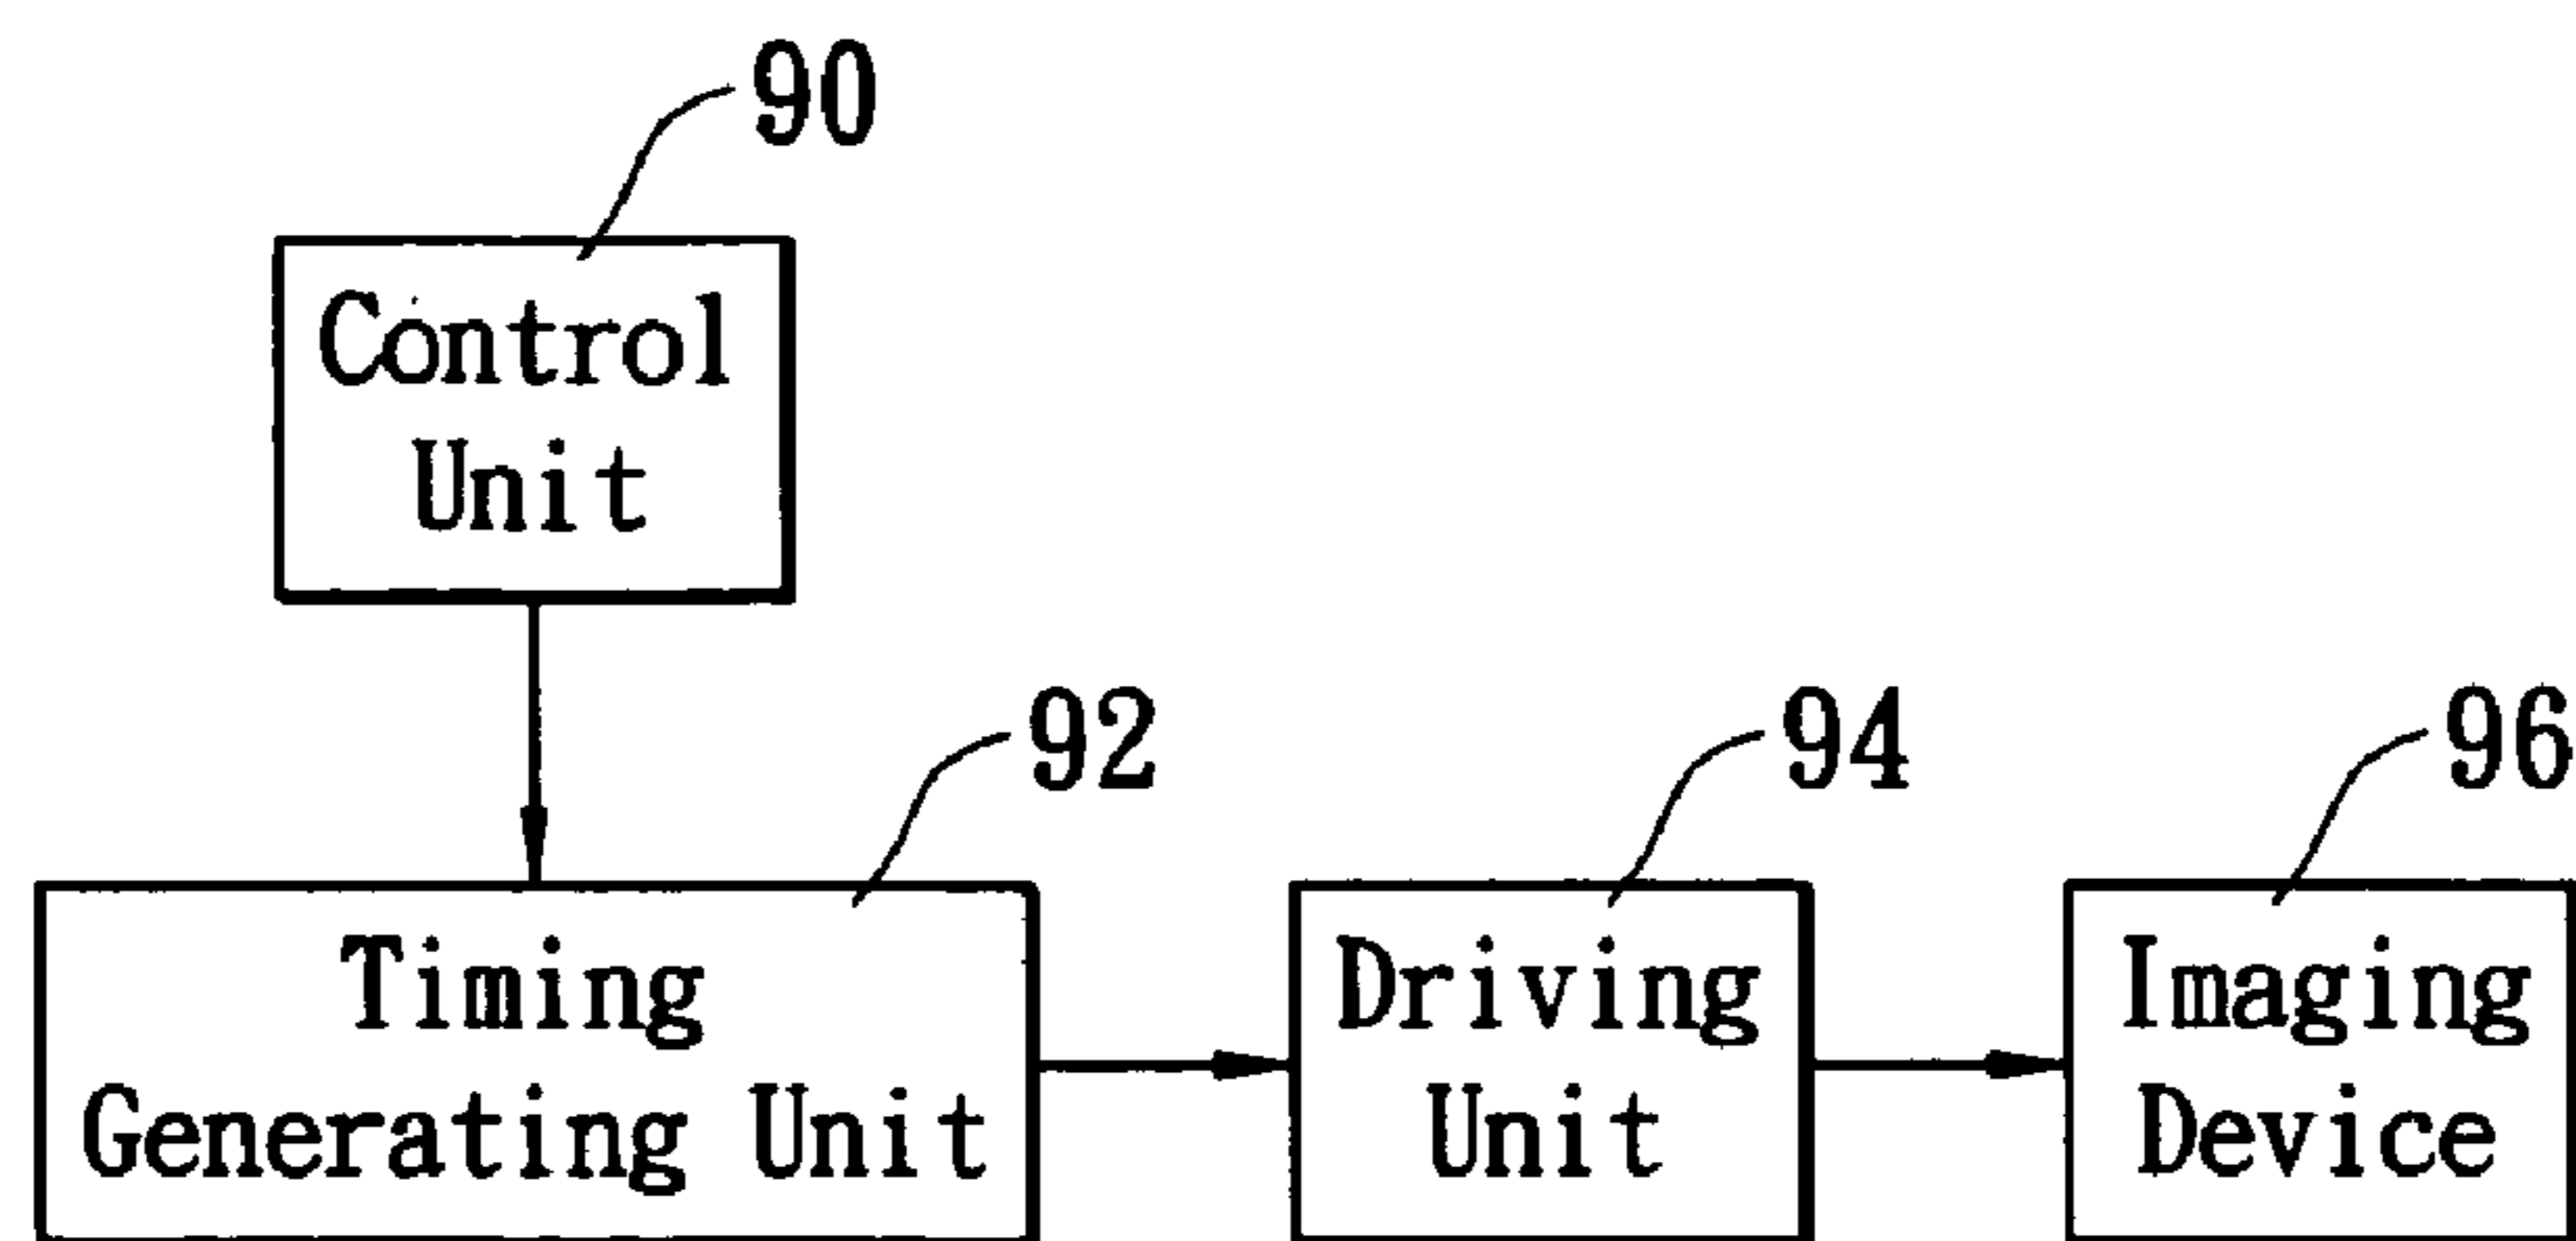 90
Control
Unit
92
94
96
Timing
Generating Unit
Driving
Unit
Imaging
Device